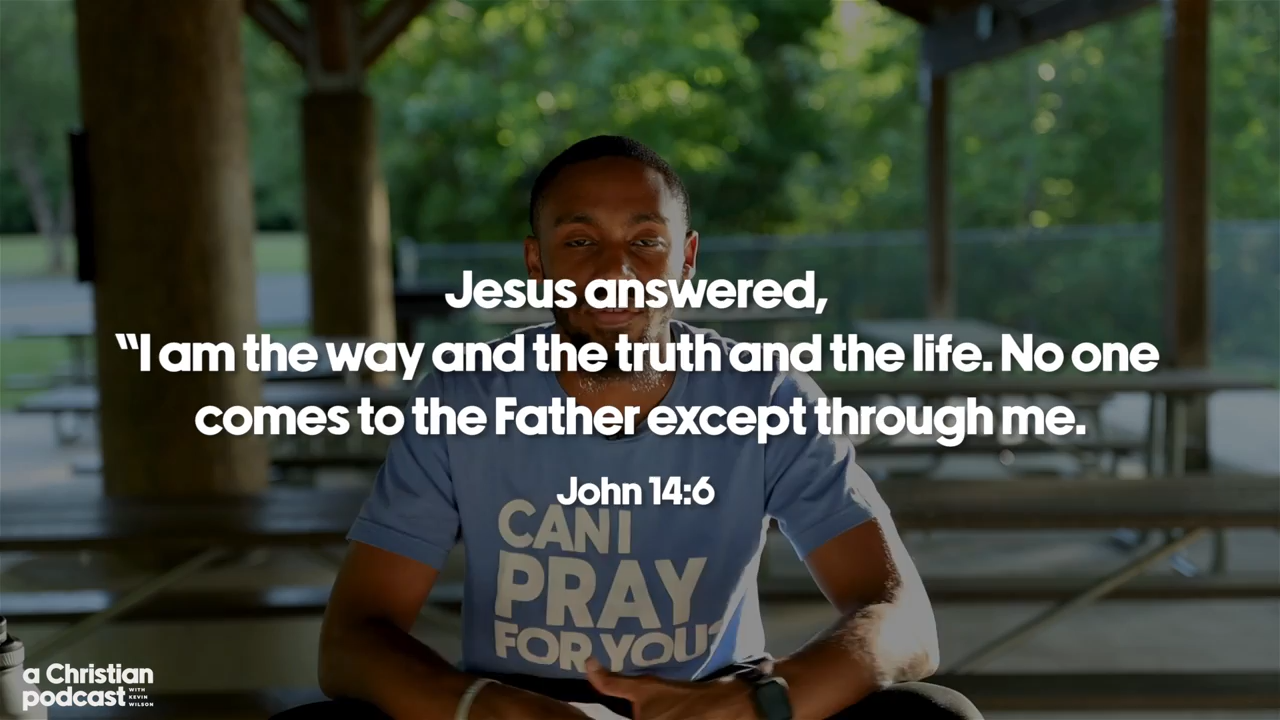 Jesus answered,
“I am the way and the truth and the life. No one
comes to the Father except through me.
John 14:6
CAN I
PRAY
FOR YOU?
a Christian
podcast WITH
KEVIN
WILSON